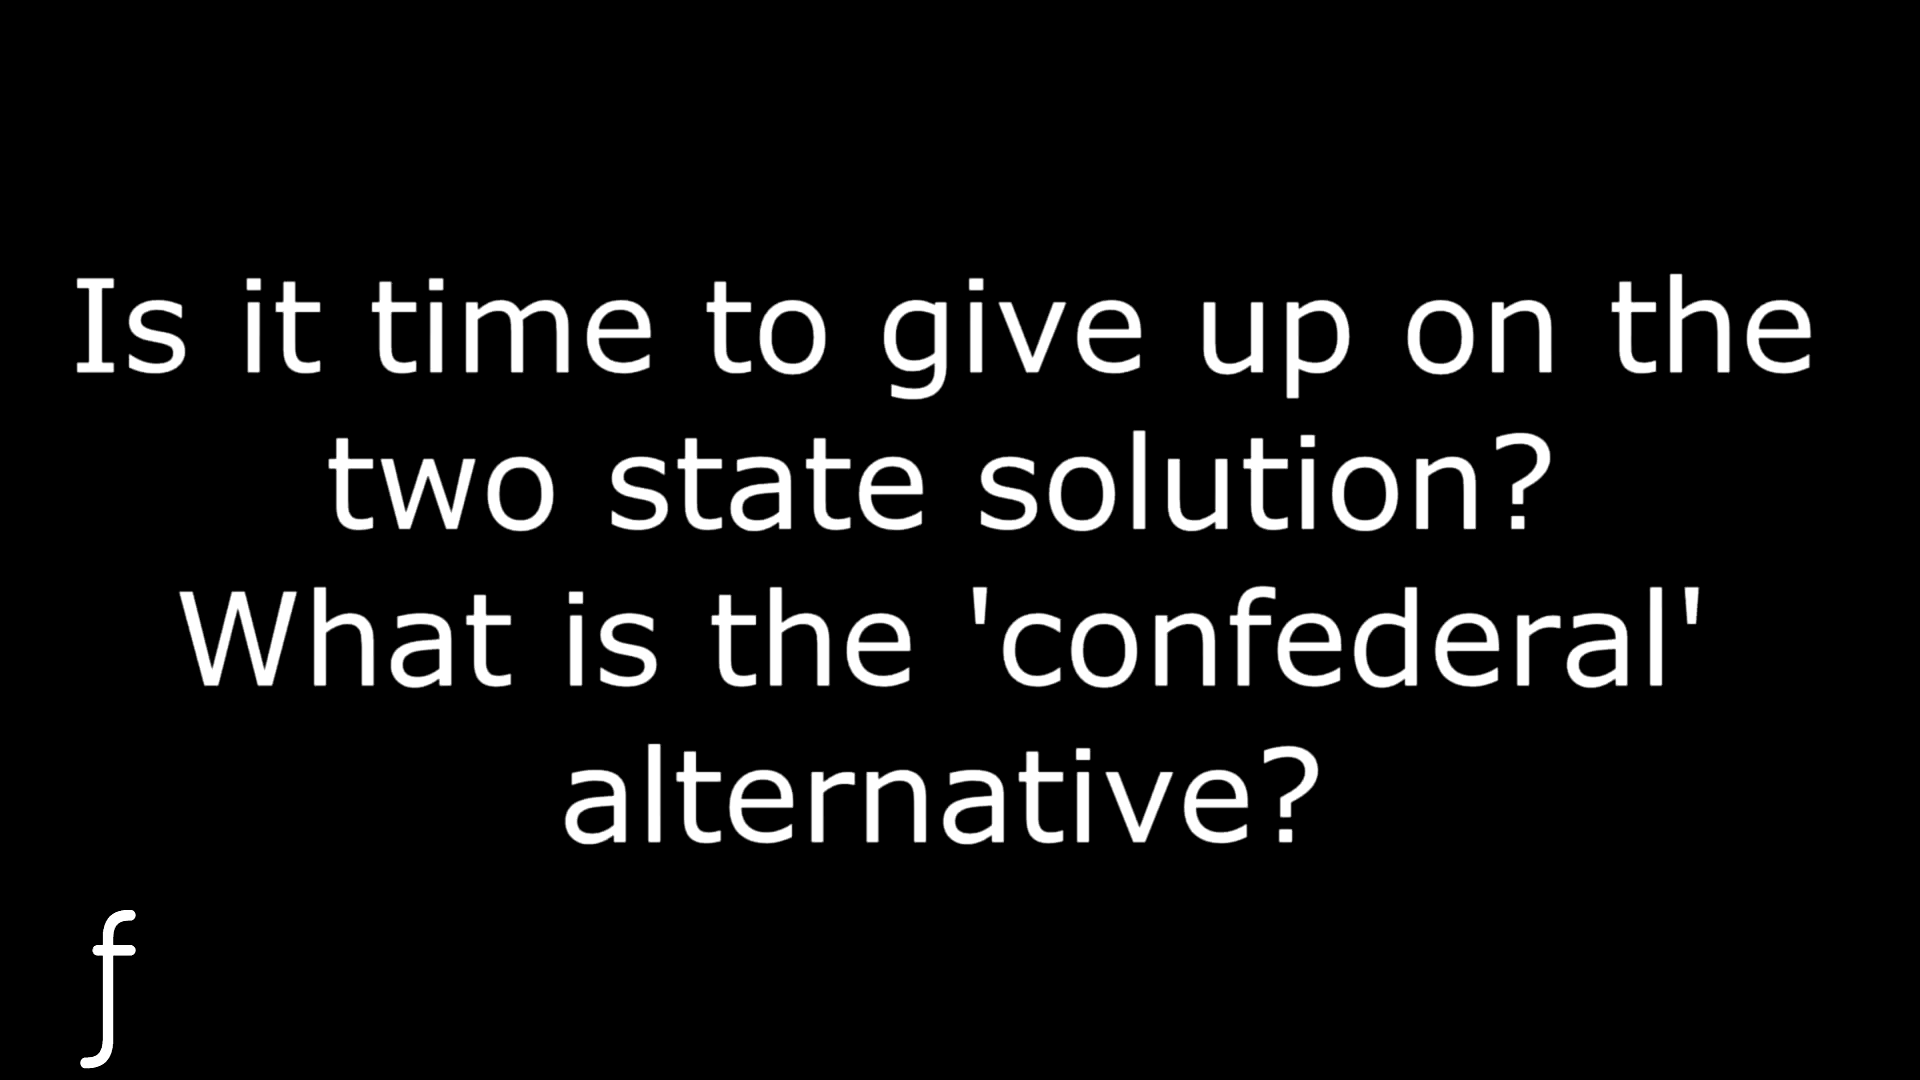 Is it time to give up on the
two state solution?
What is the 'confederal'
alternative?
f